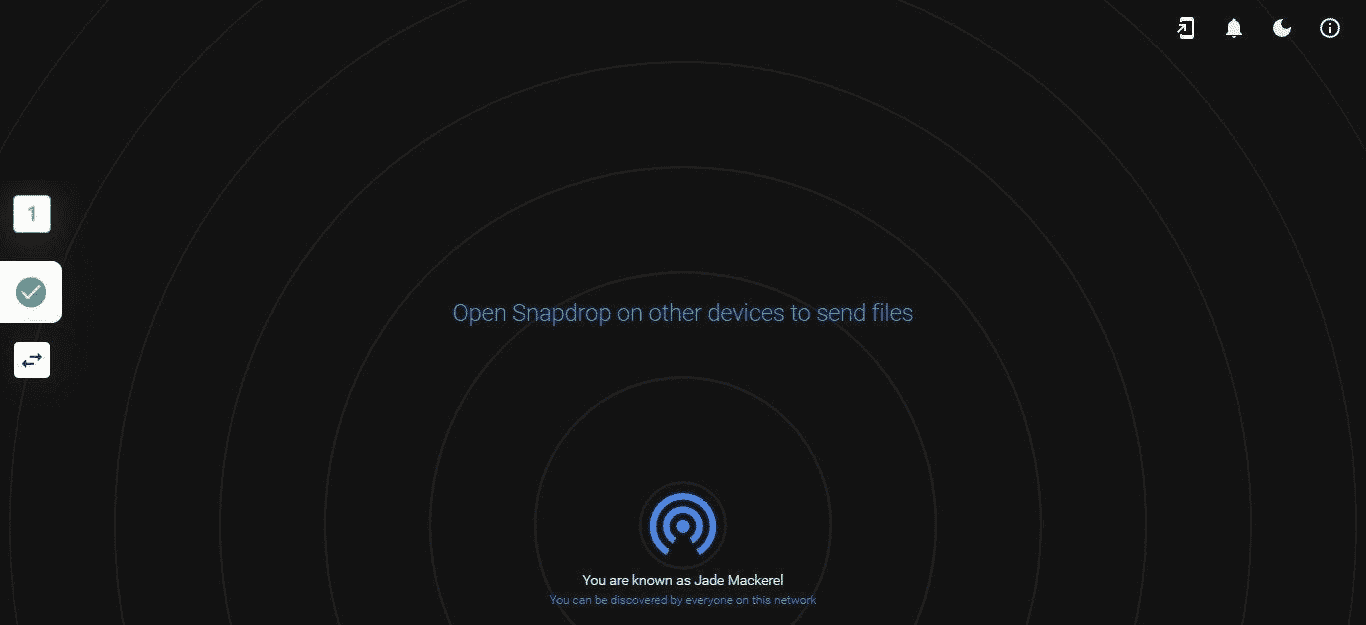 1
Open Snapdrop on other devices to send files
You are known as Jade Mackerel
You can be discovered by everyone on this network